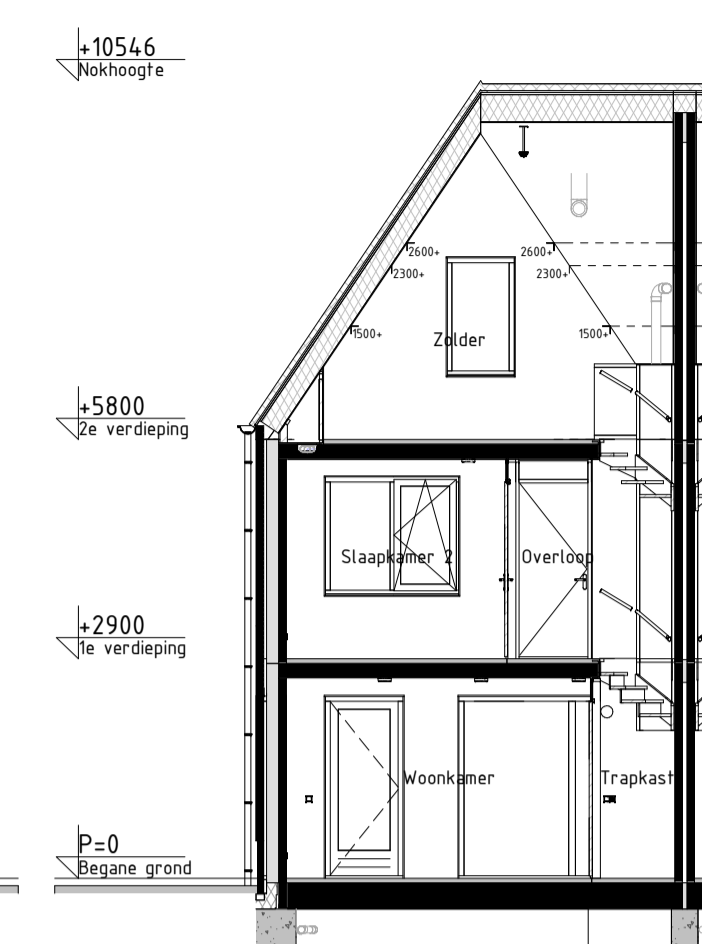 +10546
Nokhoogte
2600+
2600+
2300+
2300+
1500+
1500+
Zolder
+5800
2e verdieping
Slaapkamer 2
Overloop
+2900
1e verdieping
Woonkamer
Trapkast
P=0
Begane grond